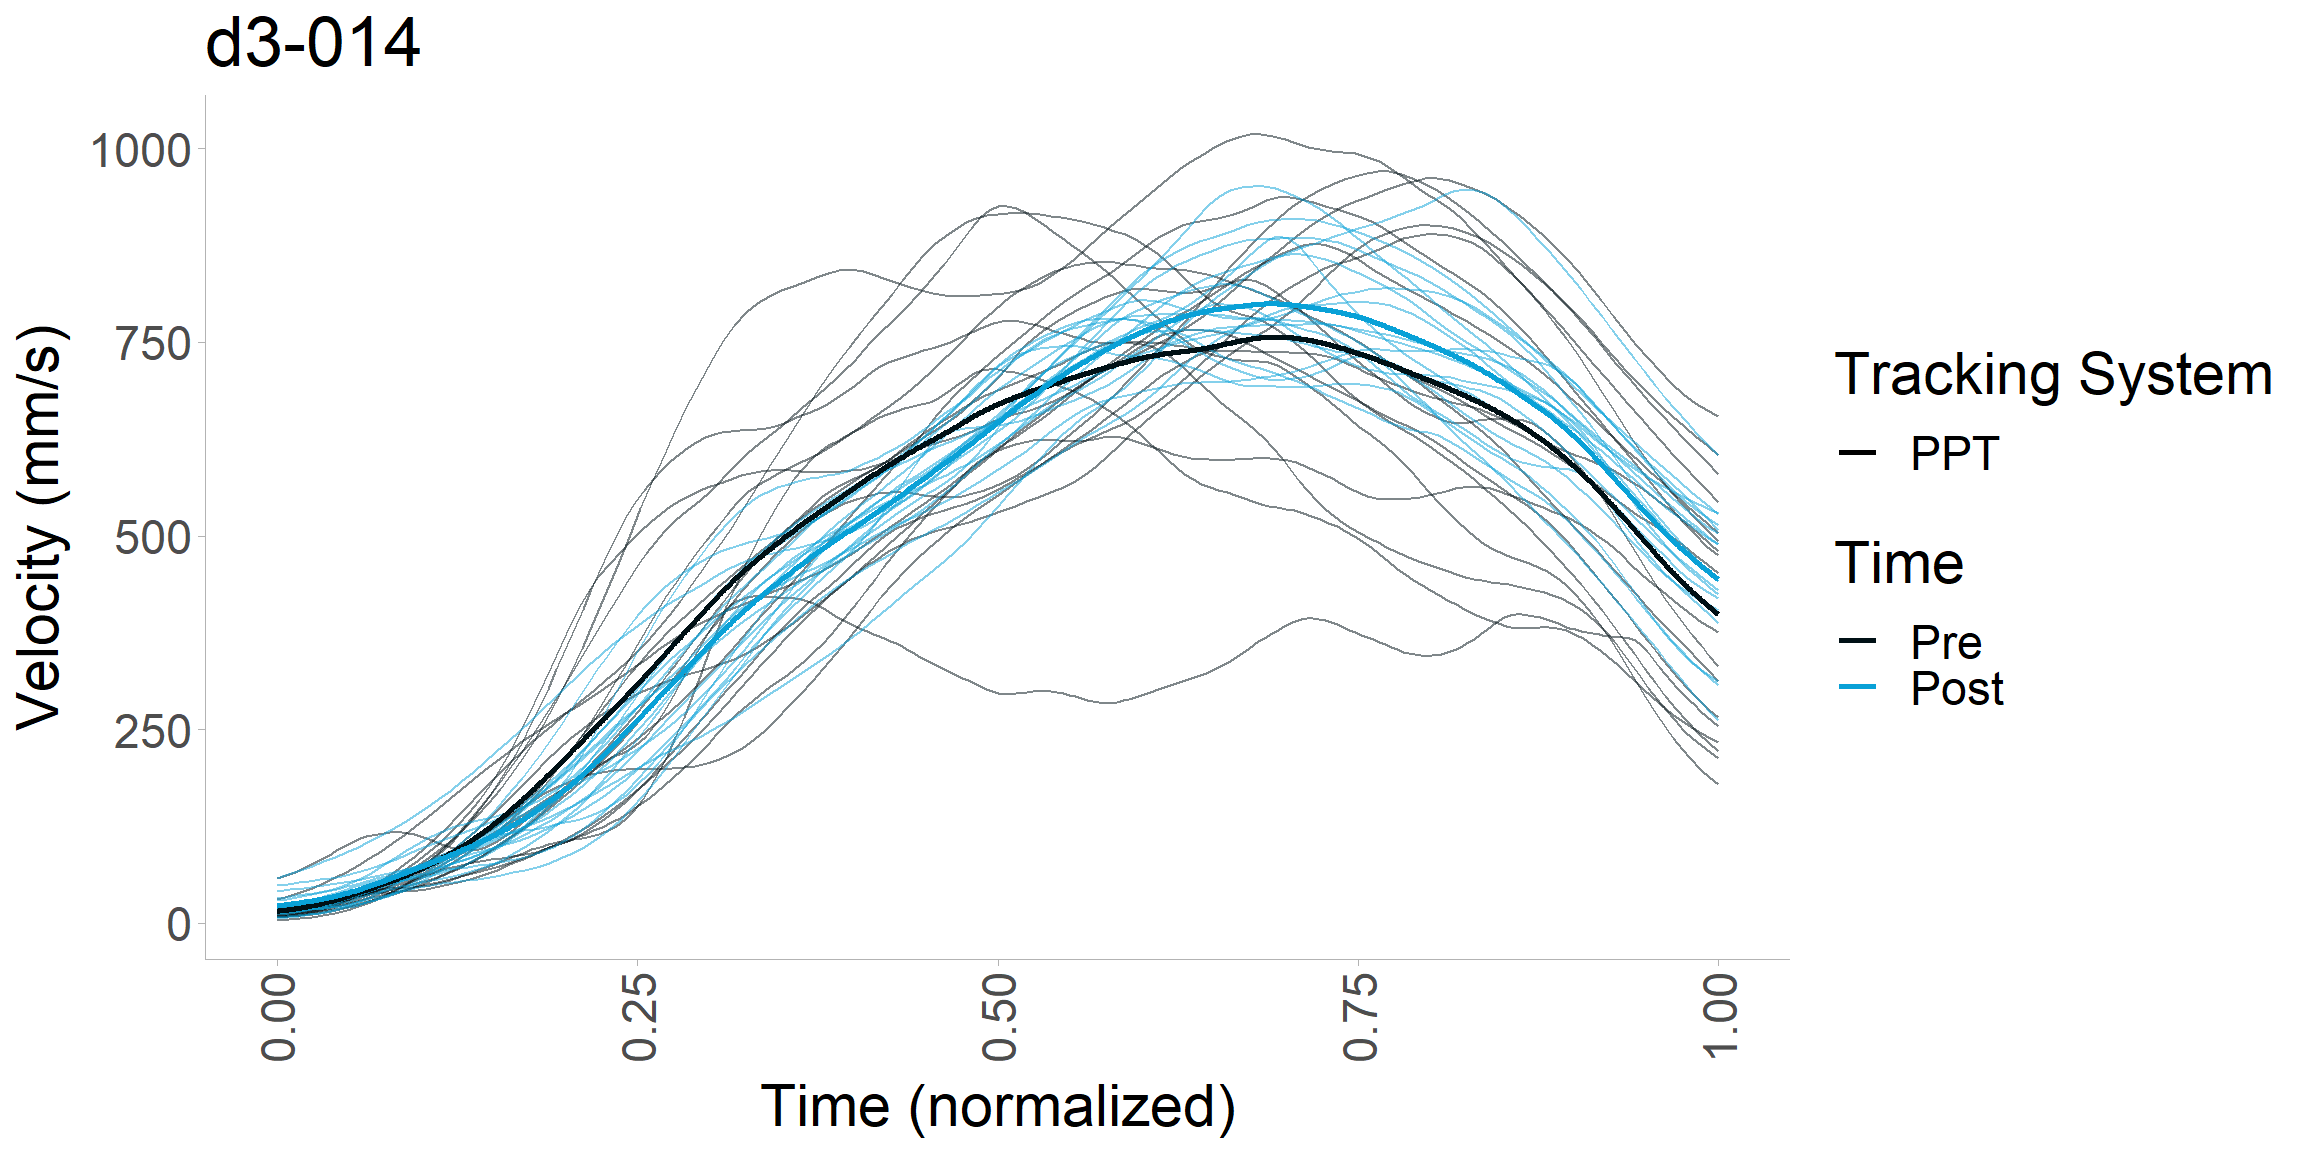 d3-014
Velocity (mm/s)
1000
750
500
250
0
0.00
0.25
0.50
0.75
1.00
Time (normalized)
Tracking System
PPT
Time
Pre
Post